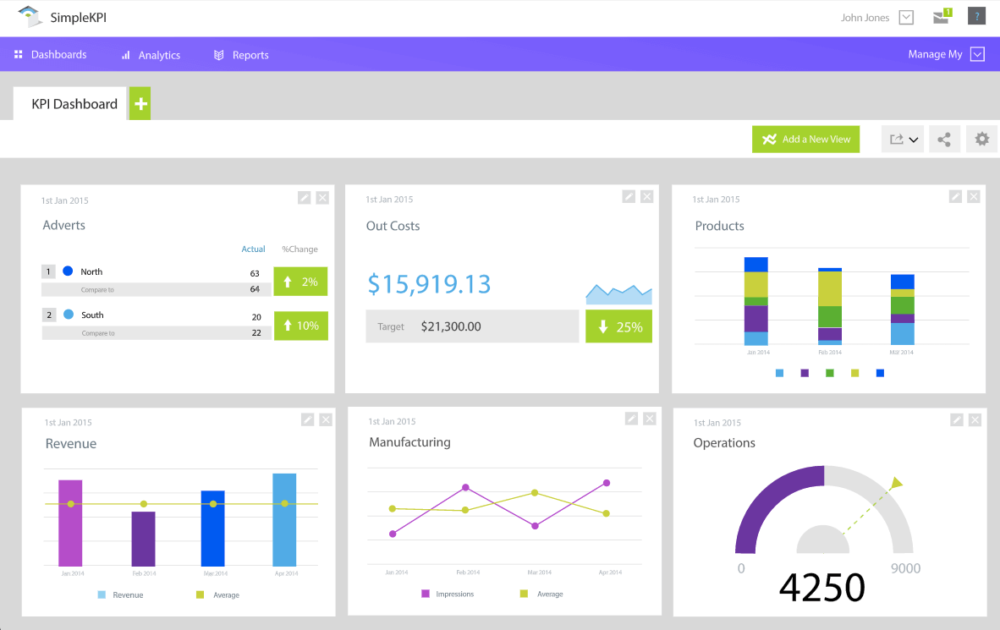 SimpleKPI
John Jones
1
?
Dashboards
Analytics
Reports
Manage My
KPI Dashboard
+
Add a New View
1st Jan 2015
Adverts
Actual %Change
1 North 63
2%
Compare to 64
2 South 20
10%
Compare to 22
1st Jan 2015
Out Costs
$15,919.13
Target $21,300.00
25%
1st Jan 2015
Products
Jan 2014 Feb 2014 Mar 2014
1st Jan 2015
Revenue
Jan 2014 Feb 2014 Mar 2014 Apr 2014
Revenue Average
1st Jan 2015
Manufacturing
Jan 2014 Feb 2014 Mar 2014 Apr 2014
Impressions Average
1st Jan 2015
Operations
0 9000
4250